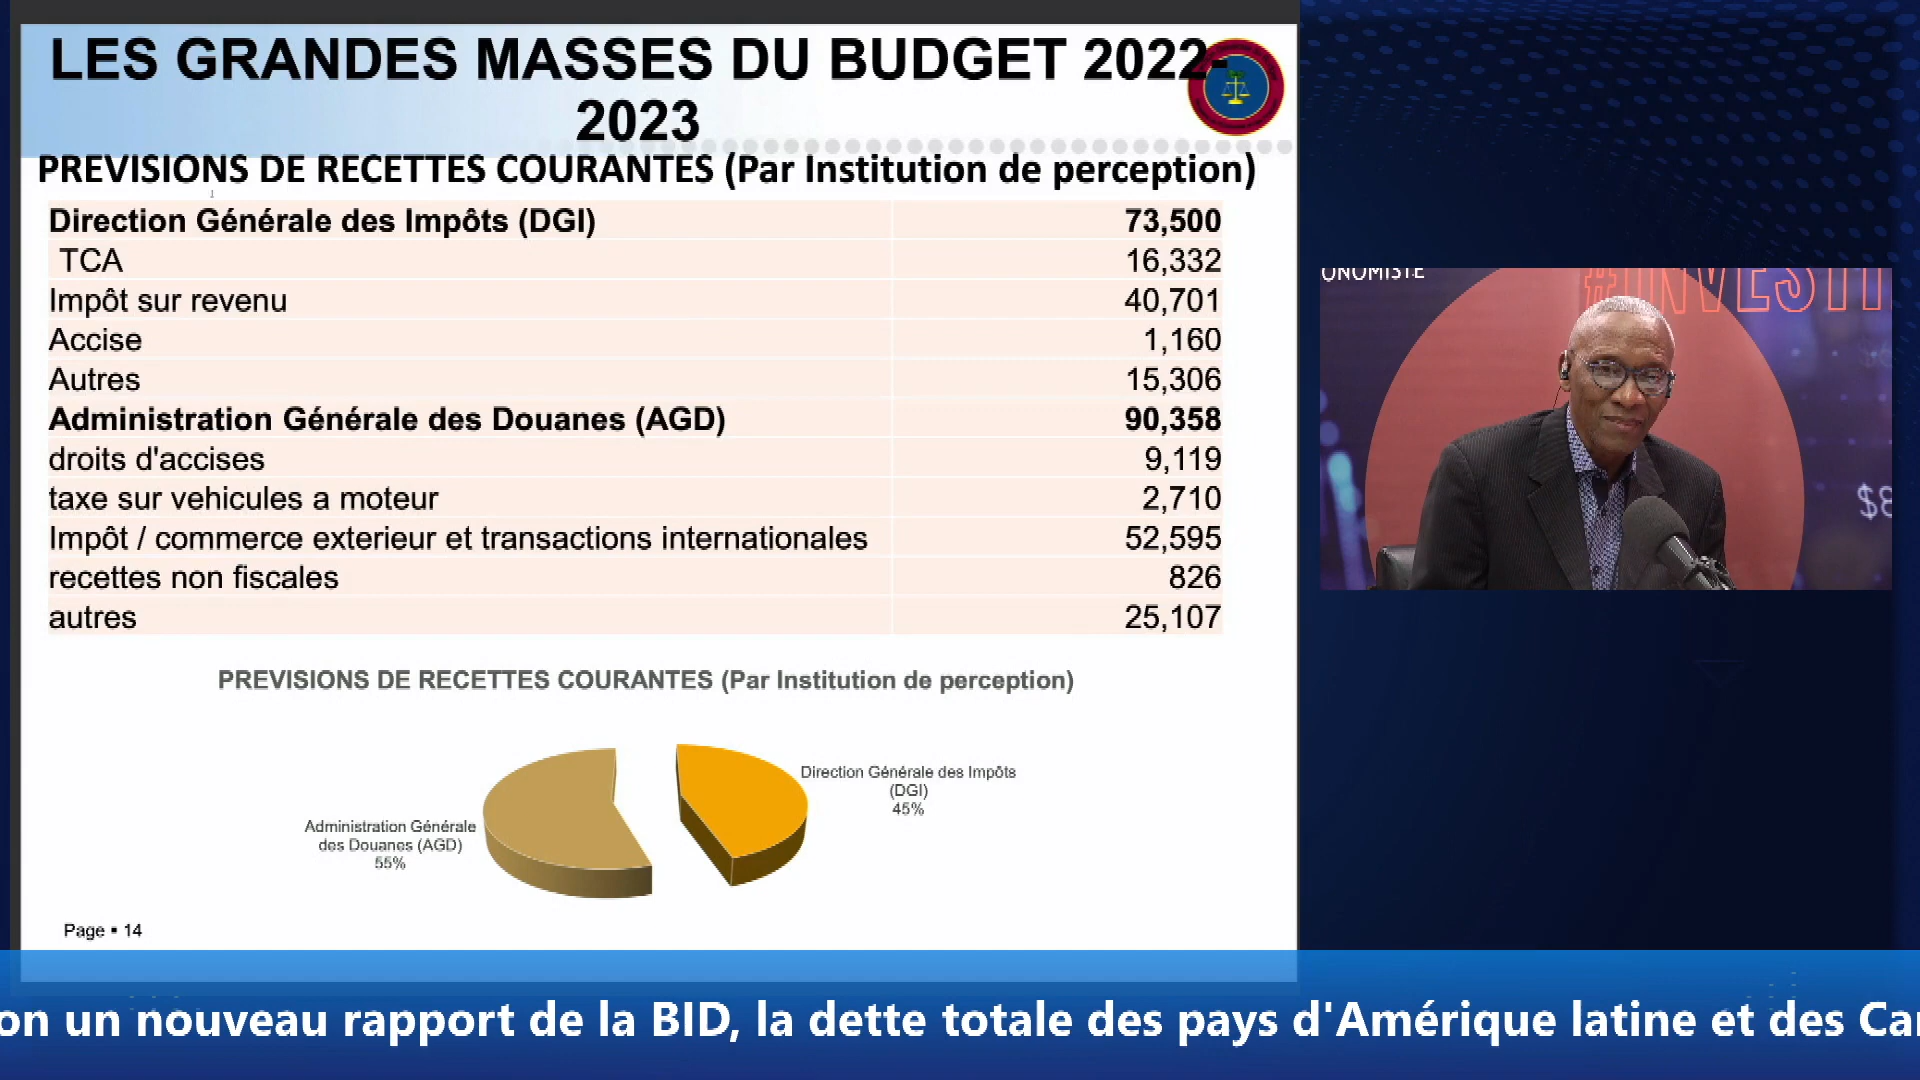 LES GRANDES MASSES DU BUDGET 2022-
2023
PREVISIONS DE RECETTES COURANTES (Par Institution de perception)
Direction Générale des Impôts (DGI) 73,500
TCA 16,332
Impôt sur revenu 40,701
Accise 1,160
Autres 15,306
Administration Générale des Douanes (AGD) 90,358
droits d'accises 9,119
taxe sur vehicules a moteur 2,710
Impôt / commerce exterieur et transactions internationales 52,595
recettes non fiscales 826
autres 25,107
PREVISIONS DE RECETTES COURANTES (Par Institution de perception)
Direction Générale des Impôts
(DGI)
45%
Administration Générale
des Douanes (AGD)
55%
Page ▪ 14
ONOMISTE
#INVESTI
$8
on un nouveau rapport de la BID, la dette totale des pays d'Amérique latine et des Car